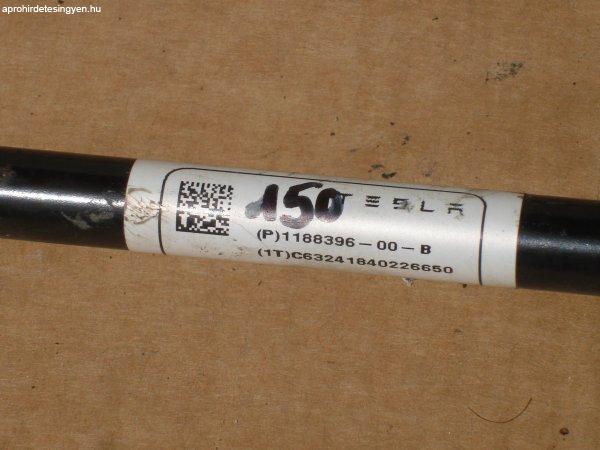 aprohirdetesingyen.hu
150
TESLA
(P)1188396-00-B
(1T)C63241840226650